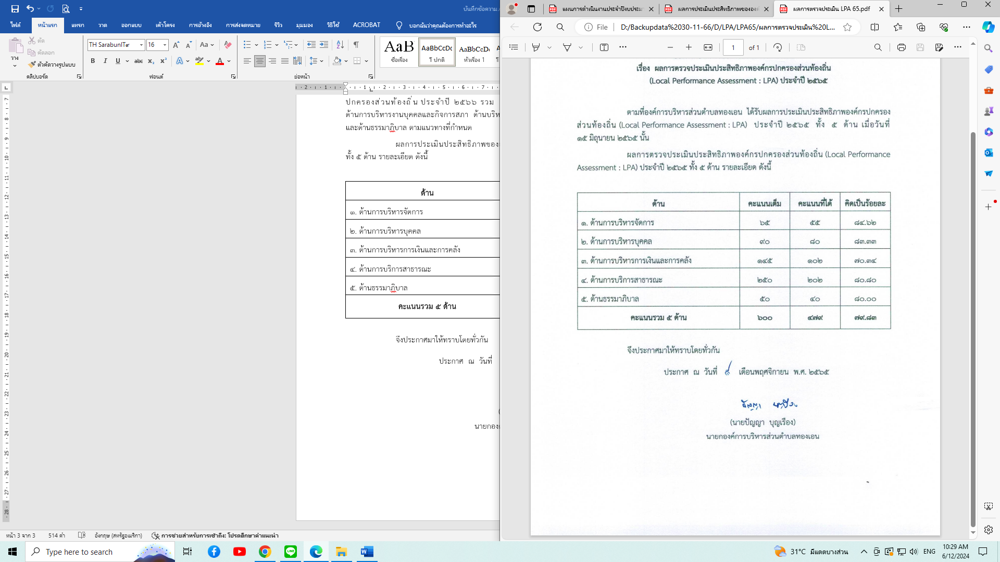 บันทึกข้อความ.
ไฟล์ หน้าแรก แทรก วาด ออกแบบ เค้าโครง การอ้างอิง การส่งจดหมาย รีวิว มุมมอง วิธีใช้ ACROBAT บอกฉันว่าคุณต้องการทำอะไร
วาง
ตัด
คัดลอก
ตัวคัดวางรูปแบบ
คลิปบอร์ด
TH SarabunIT๙ 16
ฟอนต์
ย่อหน้า
AaB ชื่อเรื่อง
AaBbCcDc ¶ ปกติ
AaBbCcDc หัวเรื่อง 1
ปกครองส่วนท้องถิ่น ประจำปี ๒๕๖๖ รวม
ด้านการบริหารงานบุคคลและกิจการสภา ด้านบริห
และด้านธรรมาภิบาล ตามแนวทางที่กำหนด
ผลการประเมินประสิทธิภาพของอ
ทั้ง ๕ ด้าน รายละเอียด ดังนี้
ด้าน
๑. ด้านการบริหารจัดการ
๒. ด้านการบริหารบุคคล
๓. ด้านการบริหารการเงินและการคลัง
๔. ด้านการบริการสาธารณะ
๕. ด้านธรรมาภิบาล
คะแนนรวม ๕ ด้าน
จึงประกาศมาให้ทราบโดยทั่วกัน
ประกาศ ณ วันที่
(
นายกองค์
หน้า 3 จาก 3 514 คำ อังกฤษ (สหรัฐอเมริกา) การช่วยสำหรับการเข้าถึง: โปรดศึกษาคำแนะนำ
แผนการดำเนินงานประจำปีงบประมา ผลการประเมินประสิทธิภาพขององค์ ผลการตรวจประเมิน LPA 65.pdf
File D:/Backupdata%2030-11-66/D/LPA/LPA65/ผลการตรวจประเมิน%20L...
1 of 1
เรื่อง ผลการตรวจประเมินประสิทธิภาพองค์กรปกครองส่วนท้องถิ่น
(Local Performance Assessment : LPA) ประจำปี ๒๕๖๕
ตามที่องค์การบริหารส่วนตำบลทองเอน ได้รับผลการประเมินประสิทธิภาพองค์กรปกครอง
ส่วนท้องถิ่น (Local Performance Assessment : LPA) ประจำปี ๒๕๖๕ ทั้ง ๕ ด้าน เมื่อวันที่
๑๕ มิถุนายน ๒๕๖๕ นั้น
ผลการตรวจประเมินประสิทธิภาพองค์กรปกครองส่วนท้องถิ่น (Local Performance
Assessment : LPA) ประจำปี ๒๕๖๕ ทั้ง ๕ ด้าน รายละเอียด ดังนี้
ด้าน คะแนนเต็ม คะแนนที่ได้ คิดเป็นร้อยละ
๑. ด้านการบริหารจัดการ ๖๕ ๕๕ ๘๔.๖๒
๒. ด้านการบริหารบุคคล ๙๐ ๘๐ ๘๓.๓๓
๓. ด้านการบริหารการเงินและการคลัง ๑๔๕ ๑๐๒ ๗๐.๓๔
๔. ด้านการบริการสาธารณะ ๒๕๐ ๒๐๒ ๘๐.๘๐
๕. ด้านธรรมาภิบาล ๕๐ ๔๐ ๘๐.๐๐
คะแนนรวม ๕ ด้าน ๖๐๐ ๔๗๙ ๗๙.๘๓
จึงประกาศมาให้ทราบโดยทั่วกัน
ประกาศ ณ วันที่ เดือนพฤศจิกายน พ.ศ. ๒๕๖๕
(นายปัญญา บุญเรือง)
นายกองค์การบริหารส่วนตำบลทองเอน
Type here to search
31°C มีแดดบางส่วน ENG 10:29 AM
6/12/2024